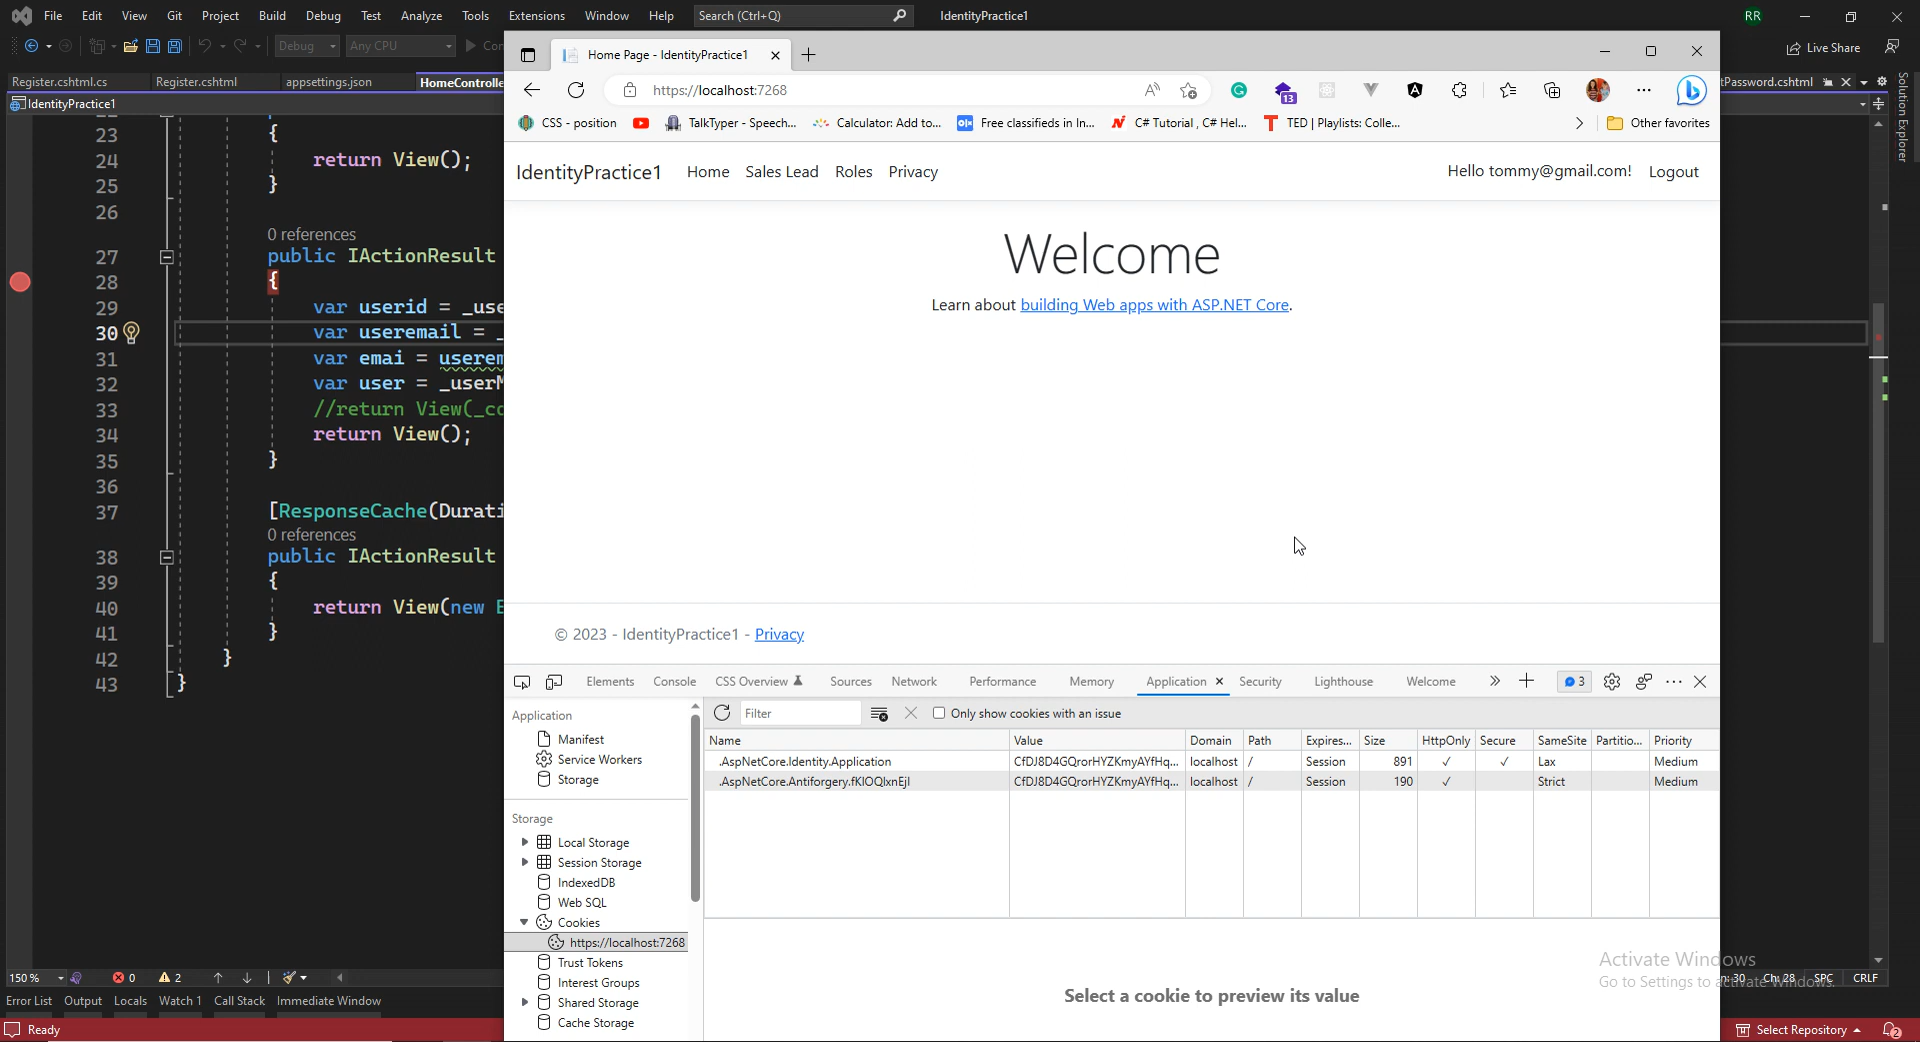 File Edit View Git Project Build Debug Test Analyze Tools Extensions Window Help Search (Ctrl+Q) IdentityPractice1 RR
Debug Any CPU Live Share
Register.cshtml.cs Register.cshtml appsettings.json HomeControlle tPassword.cshtml
IdentityPractice1
Solution Explorer
23 {
24 return View();
25 }
26
0 references
27 public IActionResult
28 {
29 var userid = _use
30 var useremail = _
31 var emai = userem
32 var user = _userM
33 //return View(_co
34 return View();
35 }
36
37 [ResponseCache(Durati
0 references
38 public IActionResult
39 {
40 return View(new E
41 }
42 }
43 }
Home Page - IdentityPractice1
https://localhost:7268
13
CSS - position TalkTyper - Speech... Calculator: Add to... Free classifieds in In... C# Tutorial , C# Hel... TED | Playlists: Colle... Other favorites
IdentityPractice1 Home Sales Lead Roles Privacy Hello tommy@gmail.com! Logout
Welcome
Learn about building Web apps with ASP.NET Core.
© 2023 - IdentityPractice1 - Privacy
Elements Console CSS Overview Sources Network Performance Memory Application Security Lighthouse Welcome 3
Application
Manifest
Service Workers
Storage
Storage
Local Storage
Session Storage
IndexedDB
Web SQL
Cookies
https://localhost:7268
Trust Tokens
Interest Groups
Shared Storage
Cache Storage
Filter Only show cookies with an issue
Name Value Domain Path Expires... Size HttpOnly Secure SameSite Partitio... Priority
.AspNetCore.Identity.Application CfDJ8D4GQrorHYZKmyAYfHq... localhost / Session 891 ✓ ✓ Lax Medium
.AspNetCore.Antiforgery.fKlOQlxnEjI CfDJ8D4GQrorHYZKmyAYfHq... localhost / Session 190 ✓ Strict Medium
Select a cookie to preview its value
Activate Windows
Go to Settings to activate Windows.
150 % 0 2 n: 30 Ch: 28 SPC CRLF
Error List Output Locals Watch 1 Call Stack Immediate Window
Ready Select Repository 2